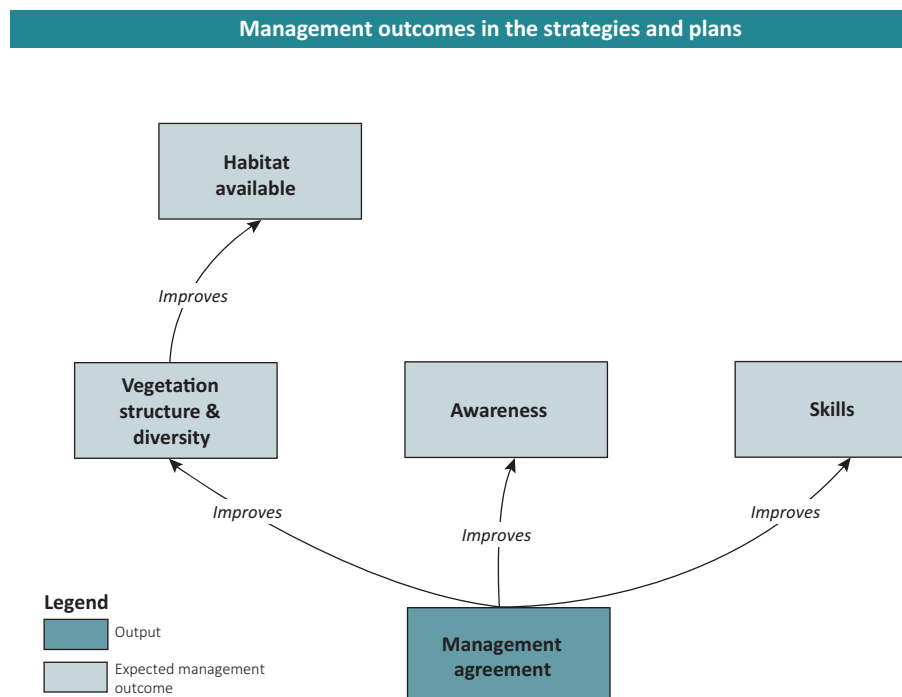 Management outcomes in the strategies and plans
Habitat
available
Improves
Vegetation
structure &
diversity
Awareness
Skills
Improves
Improves
Improves
Legend
Output
Expected management
outcome
Management
agreement